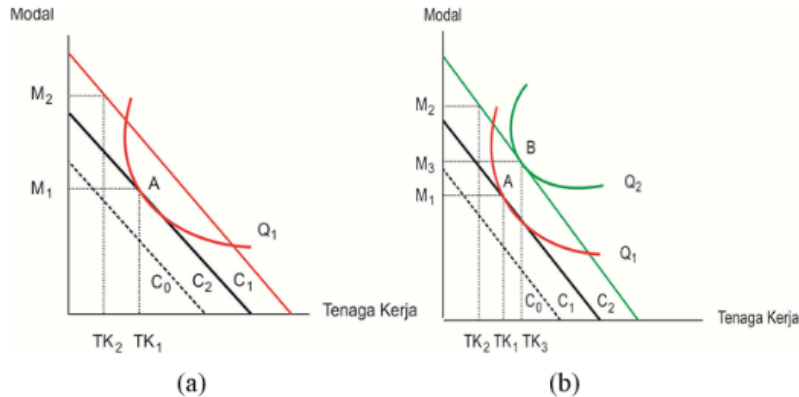 Modal
M₂
M₁
A
Q₁
C₀ C₂ C₁
Tenaga Kerja
TK₂ TK₁
(a)
Modal
M₂
M₃
M₁
B
A
Q₂
Q₁
C₀ C₁ C₂
Tenaga Kerja
TK₂ TK₁ TK₃
(b)